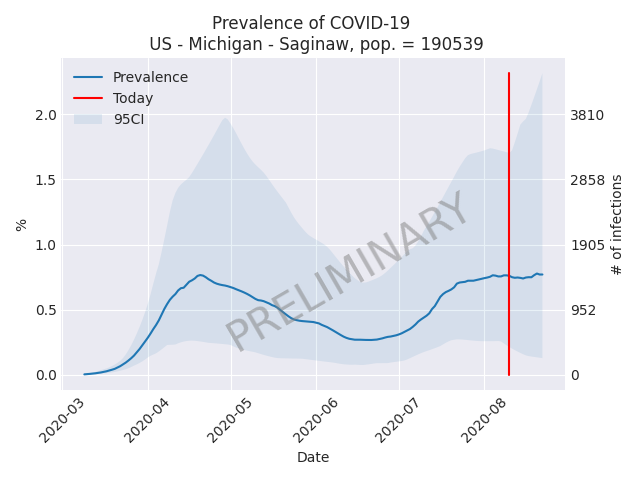 Prevalence of COVID-19
US - Michigan - Saginaw, pop. = 190539
Prevalence
Today
95CI
2.0
1.5
1.0
0.5
0.0
%
3810
2858
1905
952
0
# of infections
PRELIMINARY
2020-03
2020-04
2020-05
2020-06
2020-07
2020-08
Date